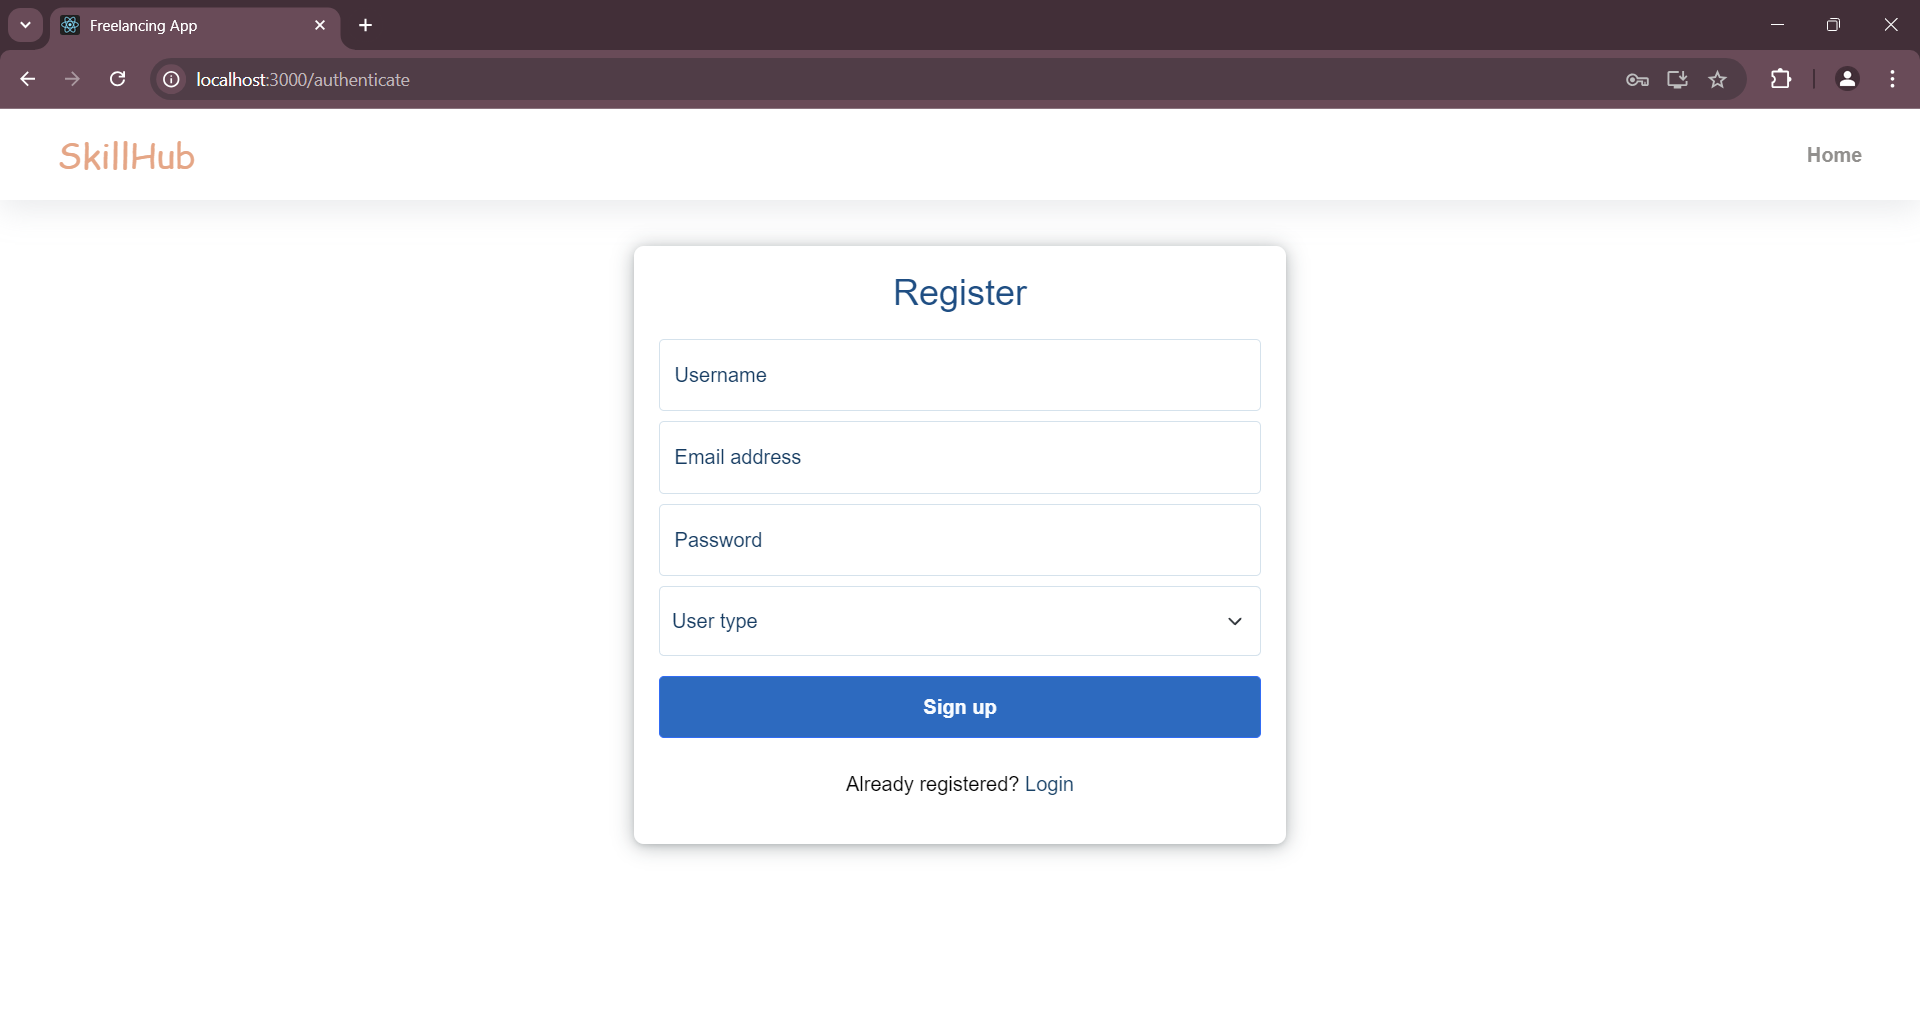 Freelancing App
localhost:3000/authenticate
SkillHub
Home
Register
Username
Email address
Password
User type
Sign up
Already registered? Login